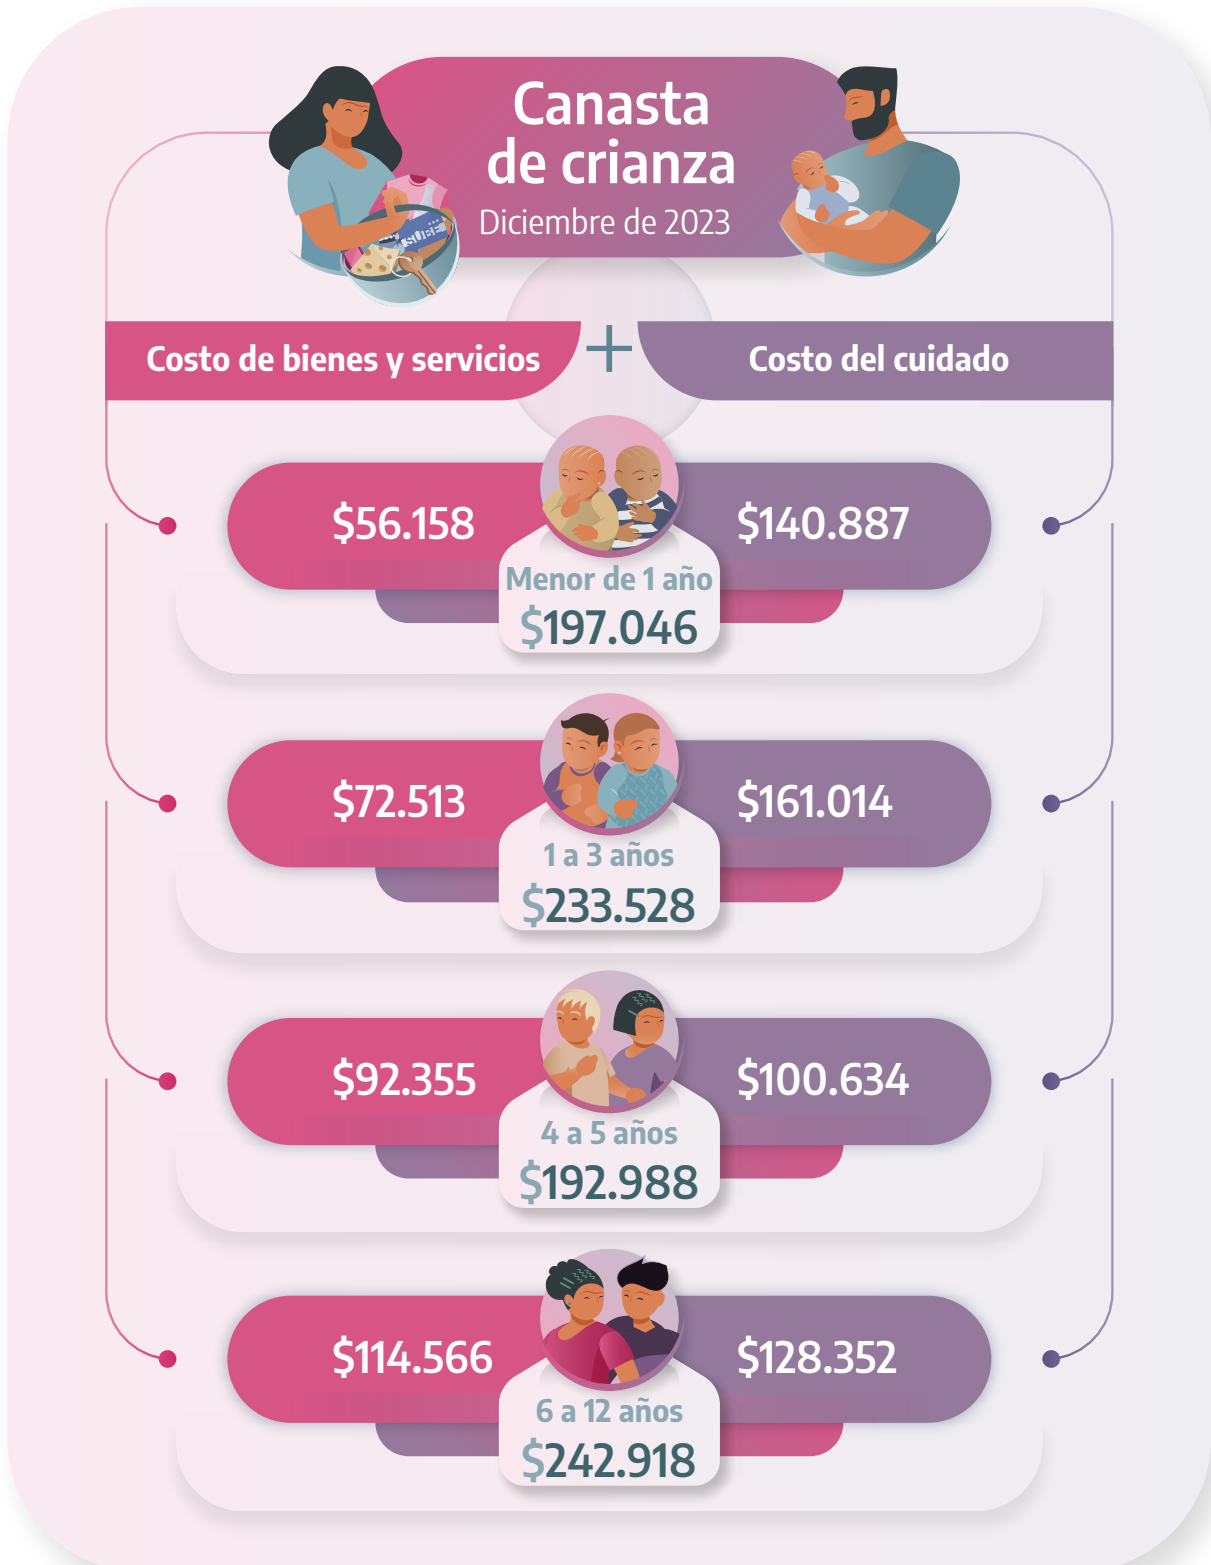 Canasta
de crianza
Diciembre de 2023
SUBE
Costo de bienes y servicios + Costo del cuidado
$56.158
$140.887
Menor de 1 año
$197.046
$72.513
$161.014
1 a 3 años
$233.528
$92.355
$100.634
4 a 5 años
$192.988
$114.566
$128.352
6 a 12 años
$242.918